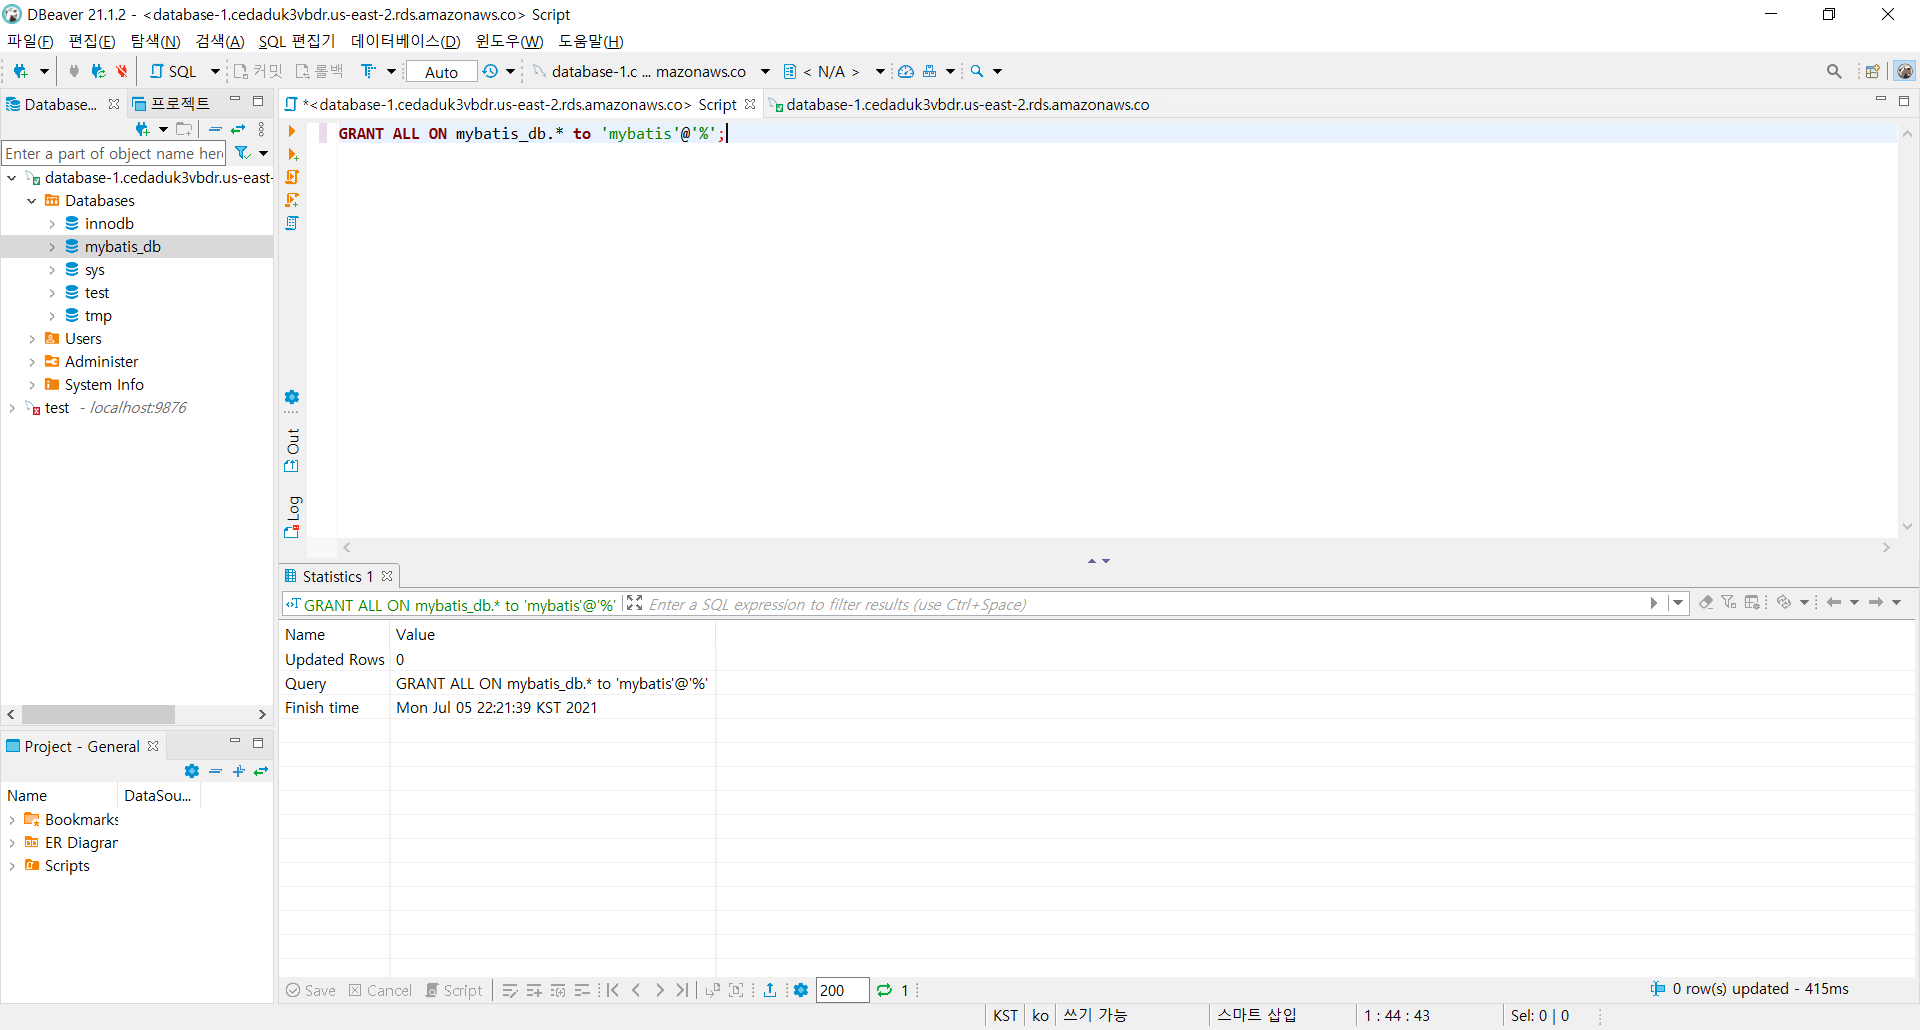 DBeaver 21.1.2 - <database-1.cedaduk3vbdr.us-east-2.rds.amazonaws.co> Script
파일(F) 편집(E) 탐색(N) 검색(A) SQL 편집기 데이터베이스(D) 윈도우(W) 도움말(H)
SQL 커밋 롤백 Auto database-1.c ... mazonaws.co < N/A >
Database... 프로젝트
*<database-1.cedaduk3vbdr.us-east-2.rds.amazonaws.co> Script database-1.cedaduk3vbdr.us-east-2.rds.amazonaws.co
Enter a part of object name her
database-1.cedaduk3vbdr.us-east-
Databases
innodb
mybatis_db
sys
test
tmp
Users
Administer
System Info
test - localhost:9876
GRANT ALL ON mybatis_db.* to 'mybatis'@'%';
Out
Log
Statistics 1
GRANT ALL ON mybatis_db.* to 'mybatis'@'%' Enter a SQL expression to filter results (use Ctrl+Space)
Name Value
Updated Rows 0
Query GRANT ALL ON mybatis_db.* to 'mybatis'@'%'
Finish time Mon Jul 05 22:21:39 KST 2021
Project - General
Name DataSou...
Bookmarks
ER Diagrar
Scripts
Save Cancel Script 200 1 0 row(s) updated - 415ms
KST ko 쓰기 가능 스마트 삽입 1 : 44 : 43 Sel: 0 | 0